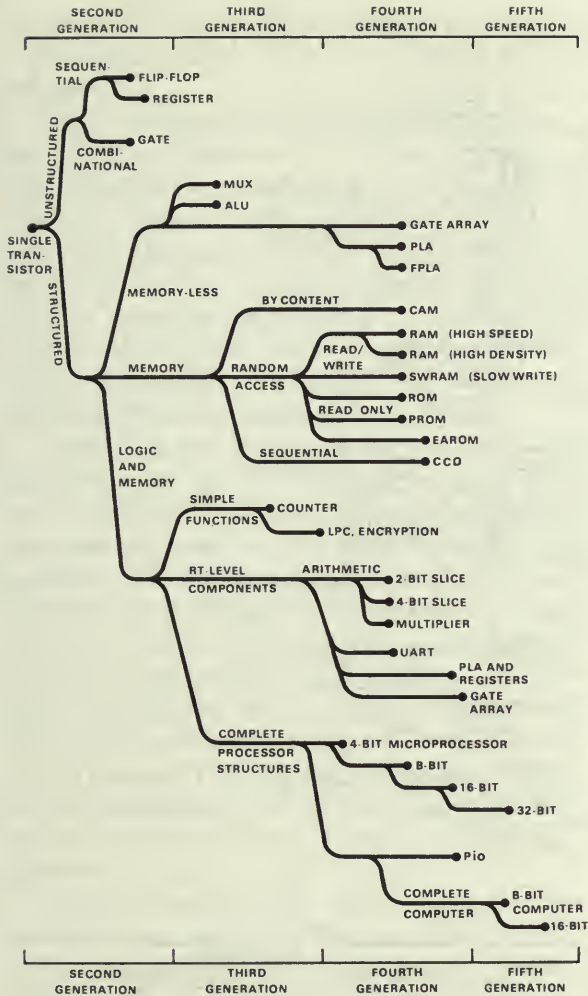 SECOND THIRD FOURTH FIFTH
GENERATION GENERATION GENERATION GENERATION
SEQUEN-
TIAL
FLIP-FLOP
REGISTER
UNSTRUCTURED
GATE
COMBI-
NATIONAL
MUX
ALU
SINGLE
TRAN-
SISTOR
STRUCTURED
GATE ARRAY
PLA
FPLA
MEMORY-LESS
BY CONTENT
CAM
RAM (HIGH SPEED)
READ/
WRITE
RAM (HIGH DENSITY)
MEMORY
RANDOM
ACCESS
SWRAM (SLOW WRITE)
ROM
READ ONLY
PROM
EAROM
LOGIC
AND
MEMORY
SEQUENTIAL
CCD
SIMPLE
FUNCTIONS
COUNTER
LPC, ENCRYPTION
RT-LEVEL
COMPONENTS
ARITHMETIC
2-BIT SLICE
4-BIT SLICE
MULTIPLIER
UART
PLA AND
REGISTERS
GATE
ARRAY
COMPLETE
PROCESSOR
STRUCTURES
4-BIT MICROPROCESSOR
8-BIT
16-BIT
32-BIT
Pio
COMPLETE
COMPUTER
8-BIT
COMPUTER
16-BIT
SECOND THIRD FOURTH FIFTH
GENERATION GENERATION GENERATION GENERATION